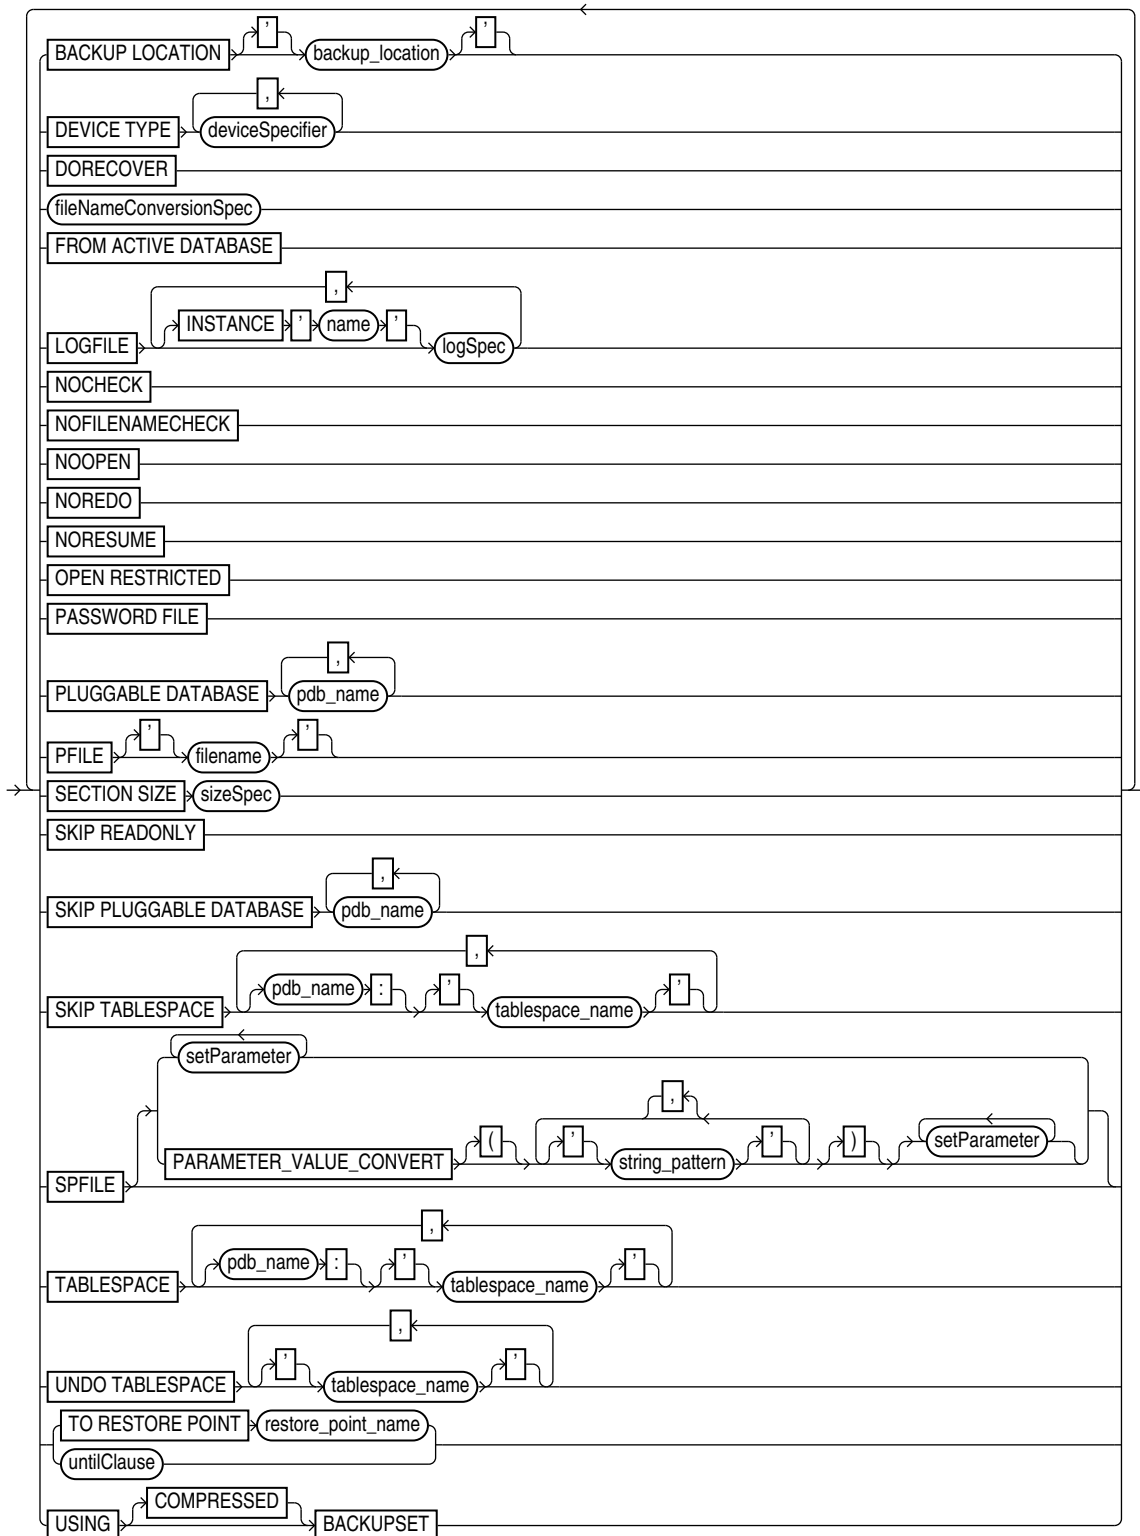 ' '
BACKUP LOCATION backup_location
,
DEVICE TYPE deviceSpecifier
DORECOVER
fileNameConversionSpec
FROM ACTIVE DATABASE
,
INSTANCE ' name '
LOGFILE logSpec
NOCHECK
NOFILENAMECHECK
NOOPEN
NOREDO
NORESUME
OPEN RESTRICTED
PASSWORD FILE
,
PLUGGABLE DATABASE pdb_name
' '
PFILE filename
SECTION SIZE sizeSpec
SKIP READONLY
,
SKIP PLUGGABLE DATABASE pdb_name
,
pdb_name : ' '
SKIP TABLESPACE tablespace_name
setParameter
,
( ' ' ) setParameter
PARAMETER_VALUE_CONVERT string_pattern
SPFILE
,
pdb_name : ' '
TABLESPACE tablespace_name
,
' '
UNDO TABLESPACE tablespace_name
TO RESTORE POINT restore_point_name
untilClause
COMPRESSED
USING BACKUPSET